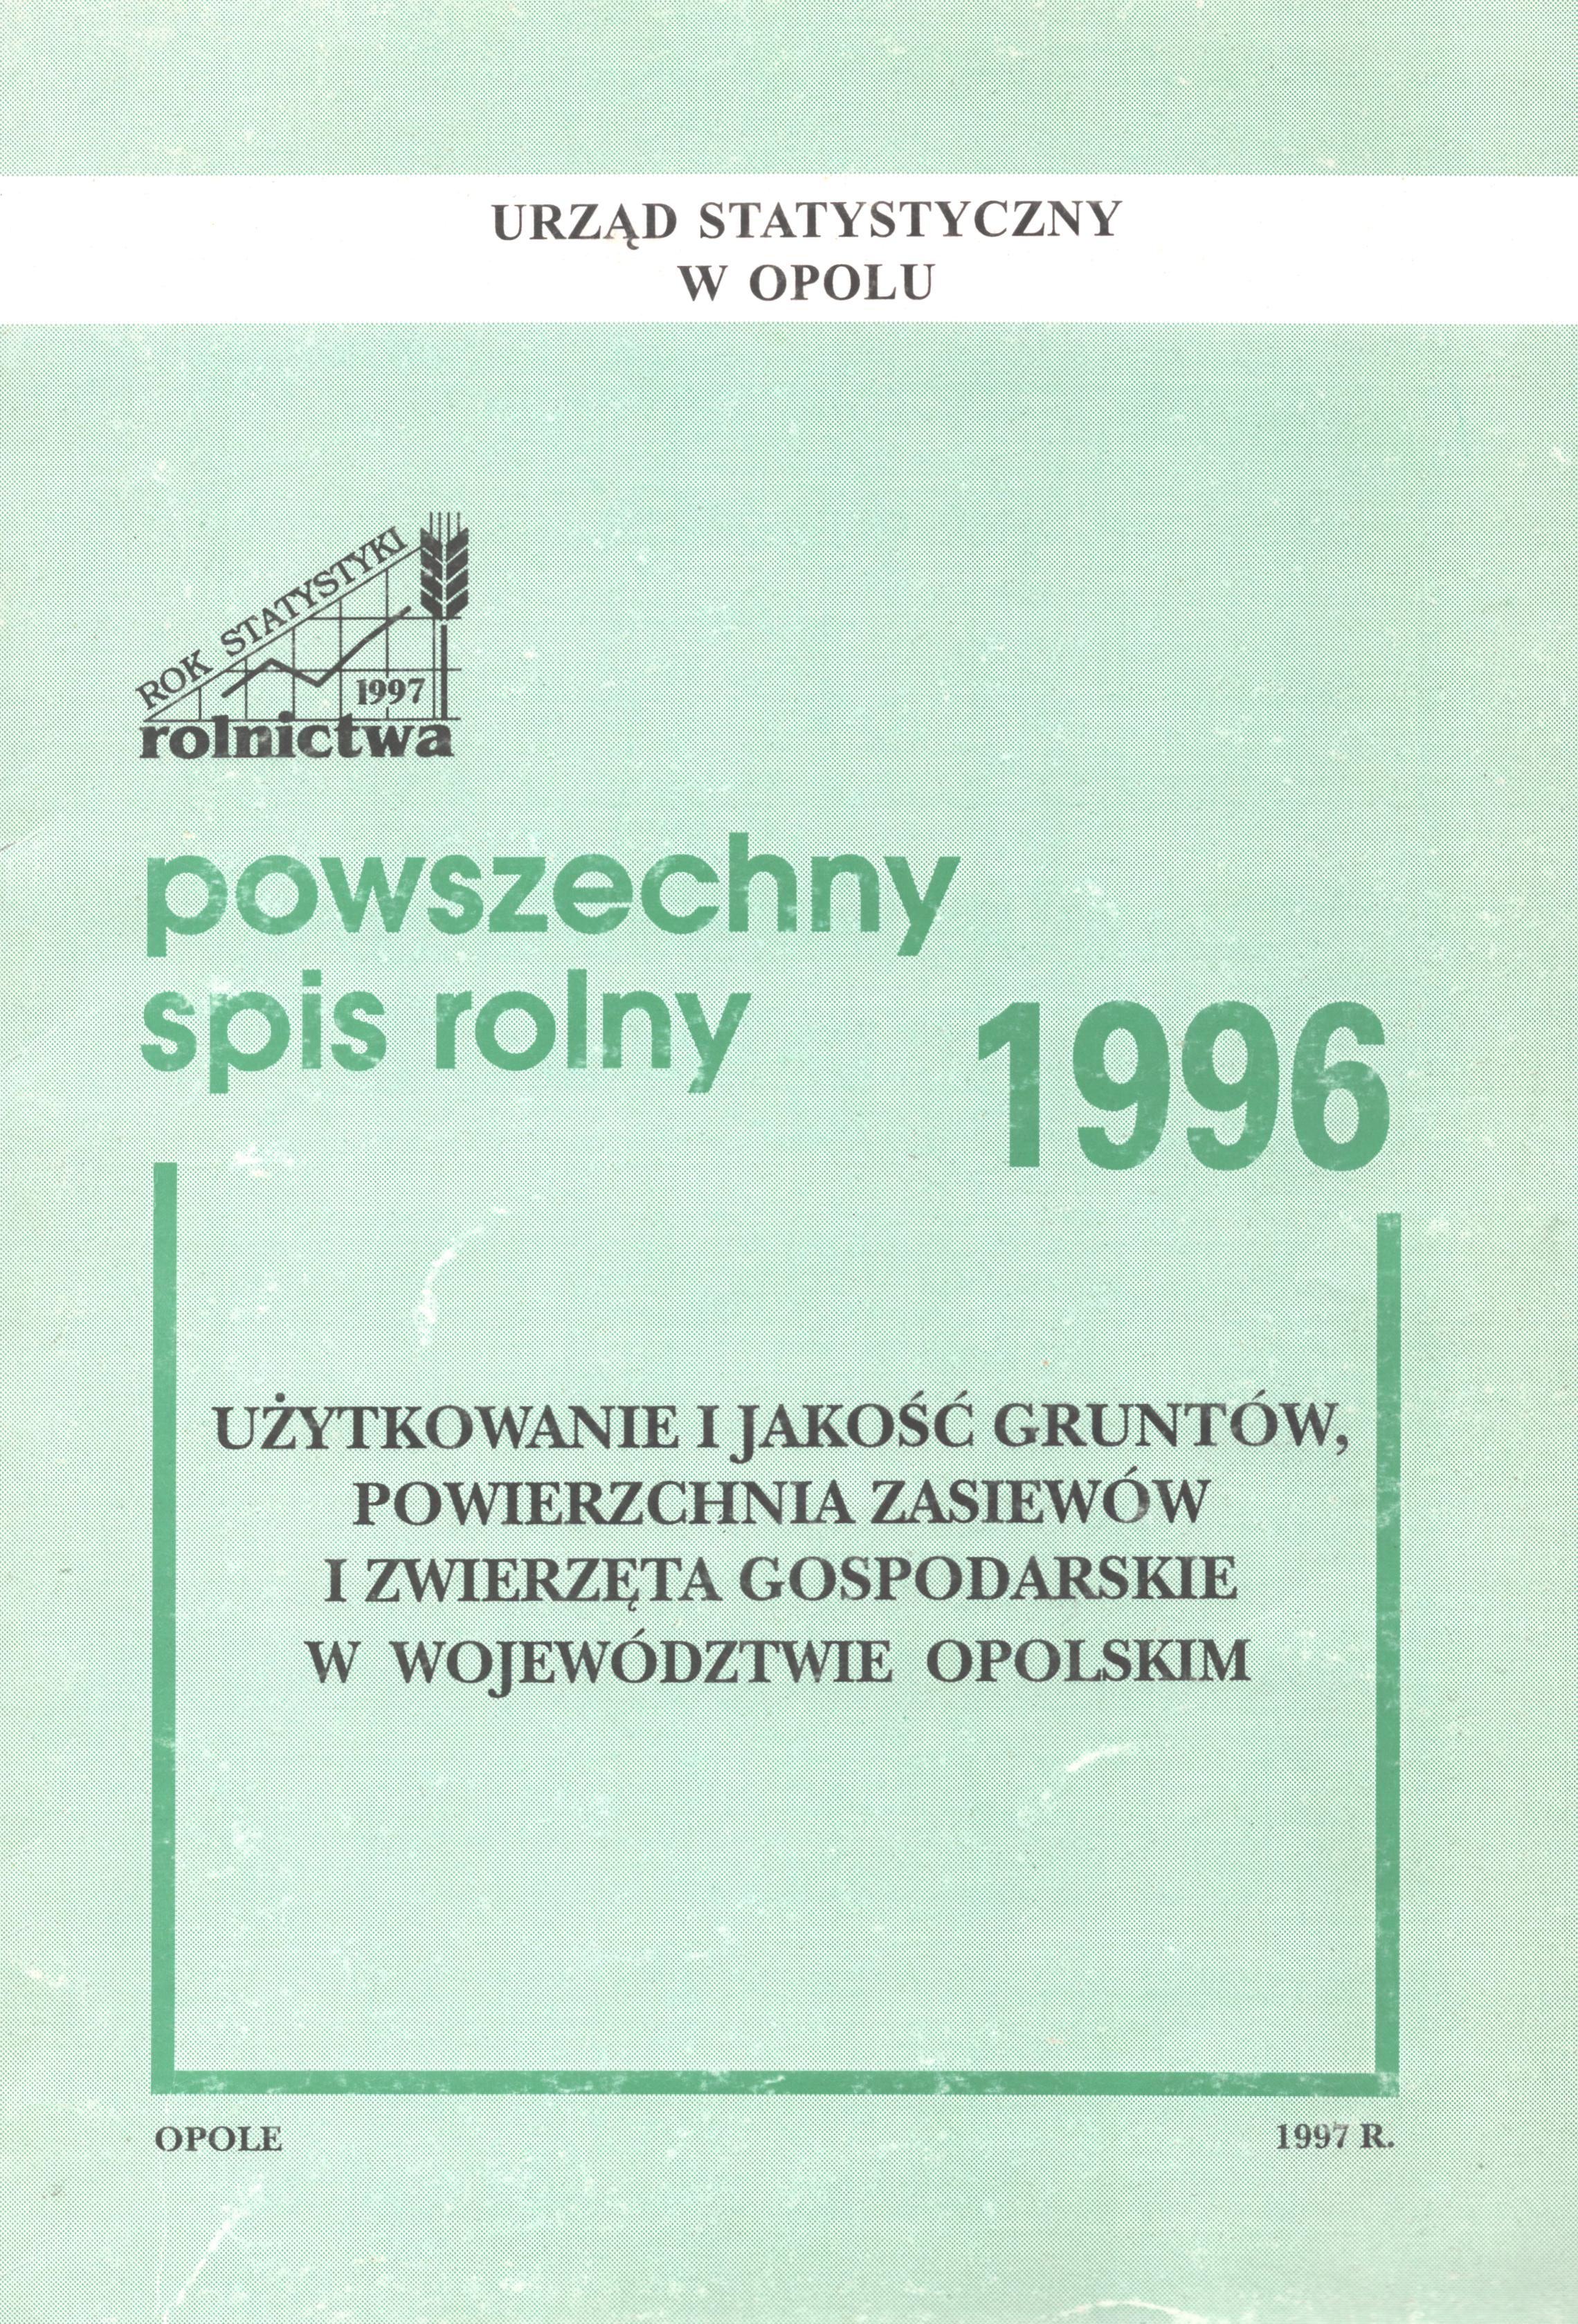 URZĄD STATYSTYCZNY
W OPOLU
ROK STATYSTYKI
1997
rolnictwa
powszechny
spis rolny
1996
UŻYTKOWANIE I JAKOŚĆ GRUNTÓW,
POWIERZCHNIA ZASIEWÓW
I ZWIERZĘTA GOSPODARSKIE
W WOJEWÓDZTWIE OPOLSKIM
OPOLE
1997 R.